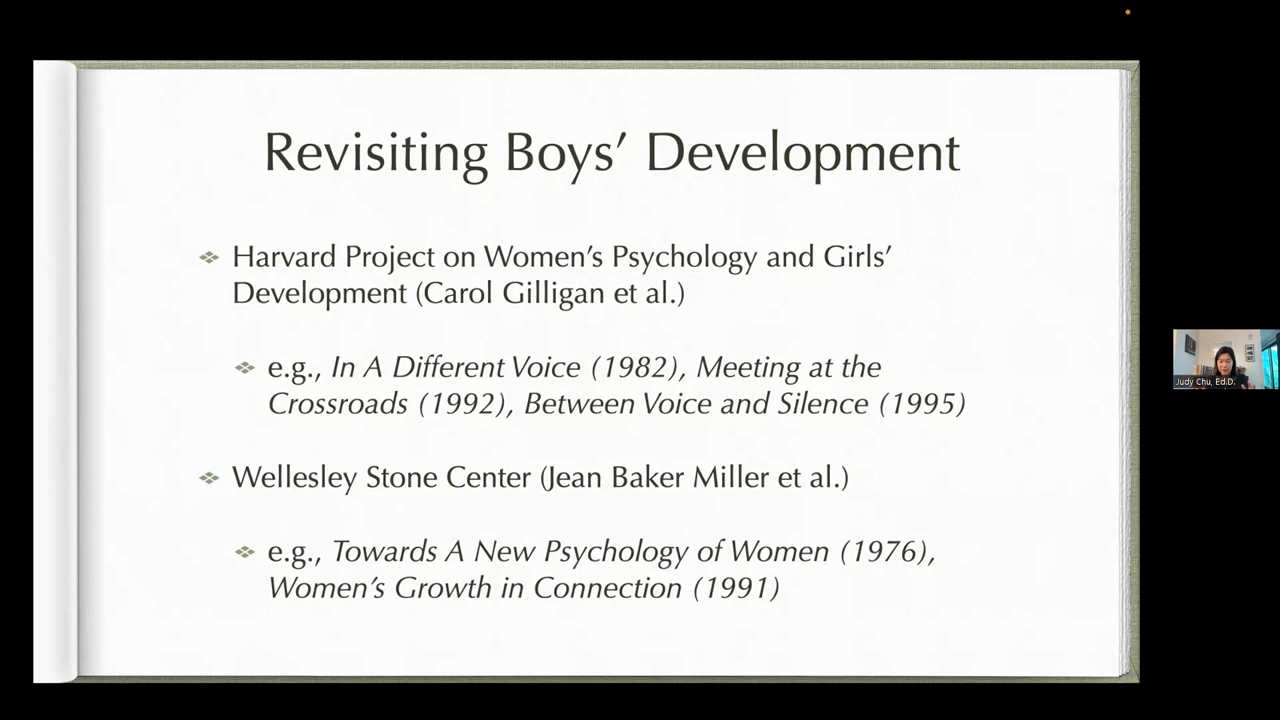 Revisiting Boys’ Development
Harvard Project on Women’s Psychology and Girls’
Development (Carol Gilligan et al.)
e.g., In A Different Voice (1982), Meeting at the
Crossroads (1992), Between Voice and Silence (1995)
Wellesley Stone Center (Jean Baker Miller et al.)
e.g., Towards A New Psychology of Women (1976),
Women’s Growth in Connection (1991)
Judy Chu, Ed.D.